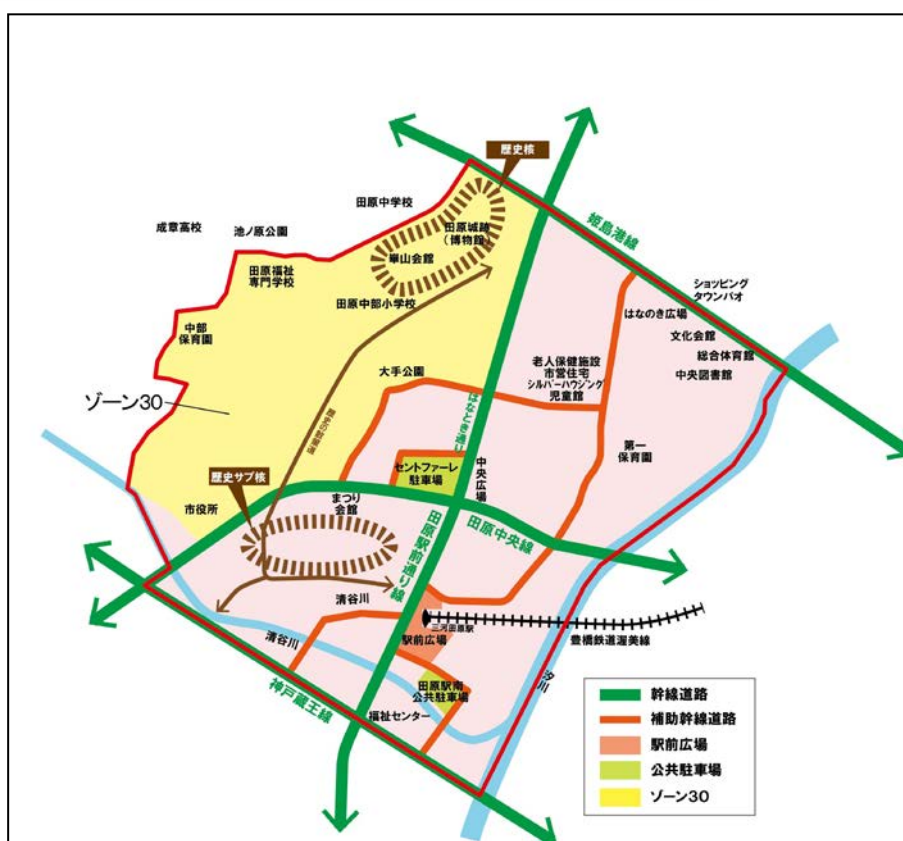 歴史核
田原中学校
成章高校
池ノ原公園
田原城跡
(博物館)
崋山会館
姫島港線
田原福祉
専門学校
ショッピング
タウンパオ
田原中部小学校
はなのき広場
文化会館
中部
保育園
総合体育館
老人保健施設
市営住宅
シルバーハウジング
児童館
中央図書館
大手公園
ゾーン30
はなとき通り
歴史の散策道
第一
保育園
セントファーレ
駐車場
中央広場
歴史サブ核
まつり
会館
市役所
田原中央線
田原駅前通り線
清谷川
三河田原駅
駅前広場
豊橋鉄道渥美線
清谷川
汐川
田原駅南
公共駐車場
神戸蔵王線
福祉センター
幹線道路
補助幹線道路
駅前広場
公共駐車場
ゾーン30